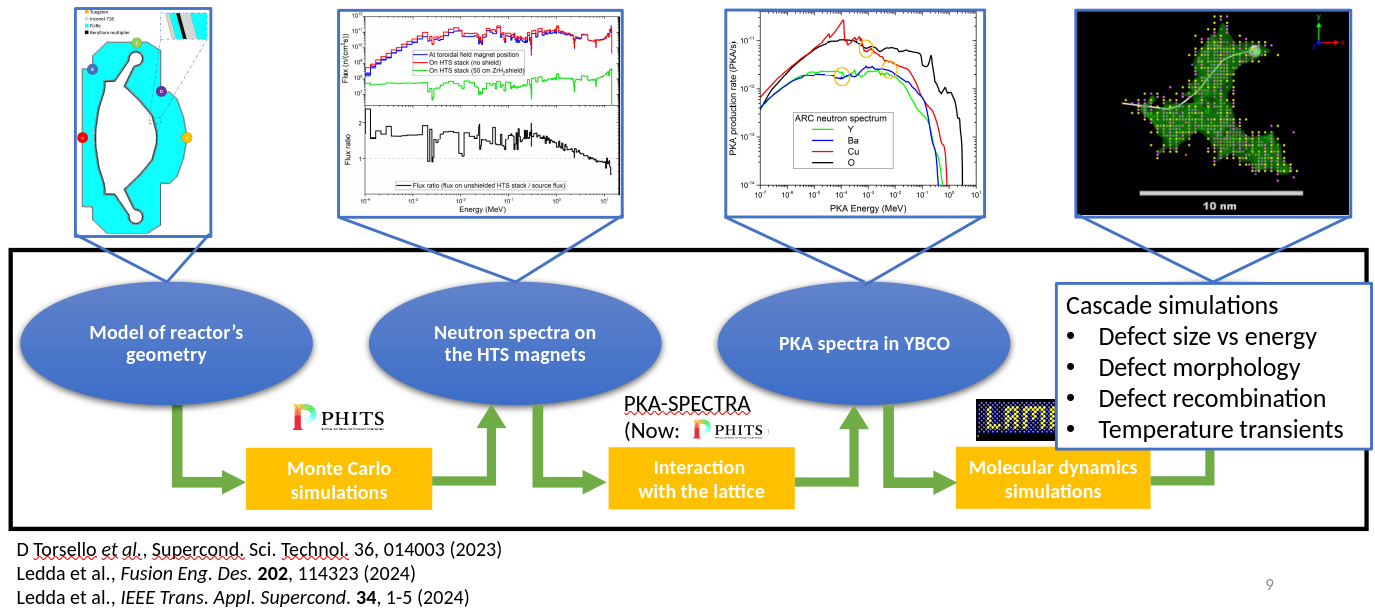 Tungsten
Inconel-718
FLiBe
Beryllium multiplier
Flux (n/(cm²s))
At toroidal field magnet position
On HTS stack (no shield)
On HTS stack (50 cm ZrH₂ shield)
Flux ratio
2
1
Flux ratio (flux on unshielded HTS stack / source flux)
Energy (MeV)
PKA production rate (PKA/s)
ARC neutron spectrum
Y
Ba
Cu
O
PKA Energy (MeV)
10 nm
Model of reactor’s
geometry
Neutron spectra on
the HTS magnets
PKA spectra in YBCO
Cascade simulations
• Defect size vs energy
• Defect morphology
• Defect recombination
• Temperature transients
PHITS
PKA-SPECTRA
(Now: PHITS
LAM
Monte Carlo
simulations
Interaction
with the lattice
Molecular dynamics
simulations
D Torsello et al., Supercond. Sci. Technol. 36, 014003 (2023)
Ledda et al., Fusion Eng. Des. 202, 114323 (2024)
Ledda et al., IEEE Trans. Appl. Supercond. 34, 1-5 (2024)
9